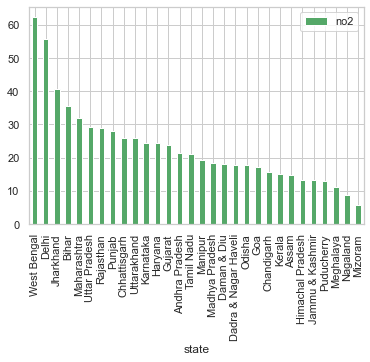 no2
60
50
40
30
20
10
0
West Bengal
Delhi
Jharkhand
Bihar
Maharashtra
Uttar Pradesh
Rajasthan
Punjab
Chhattisgarh
Uttarakhand
Karnataka
Haryana
Gujarat
Andhra Pradesh
Tamil Nadu
Manipur
Madhya Pradesh
Daman & Diu
Dadra & Nagar Haveli
Odisha
Goa
Chandigarh
Kerala
Assam
Himachal Pradesh
Jammu & Kashmir
Puducherry
Meghalaya
Nagaland
Mizoram
state